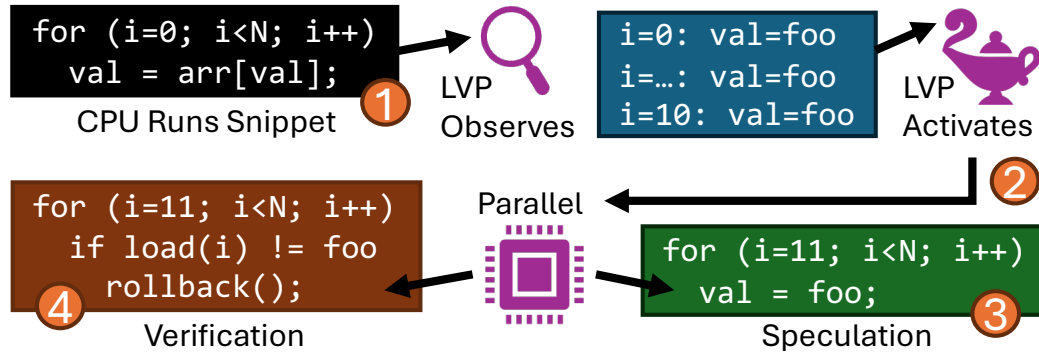 for (i=0; i<N; i++)
val = arr[val];
1
CPU Runs Snippet
LVP
Observes
i=0: val=foo
i=…: val=foo
i=10: val=foo
LVP
Activates
2
Parallel
for (i=11; i<N; i++)
val = foo;
3
Speculation
for (i=11; i<N; i++)
if load(i) != foo
rollback();
4
Verification